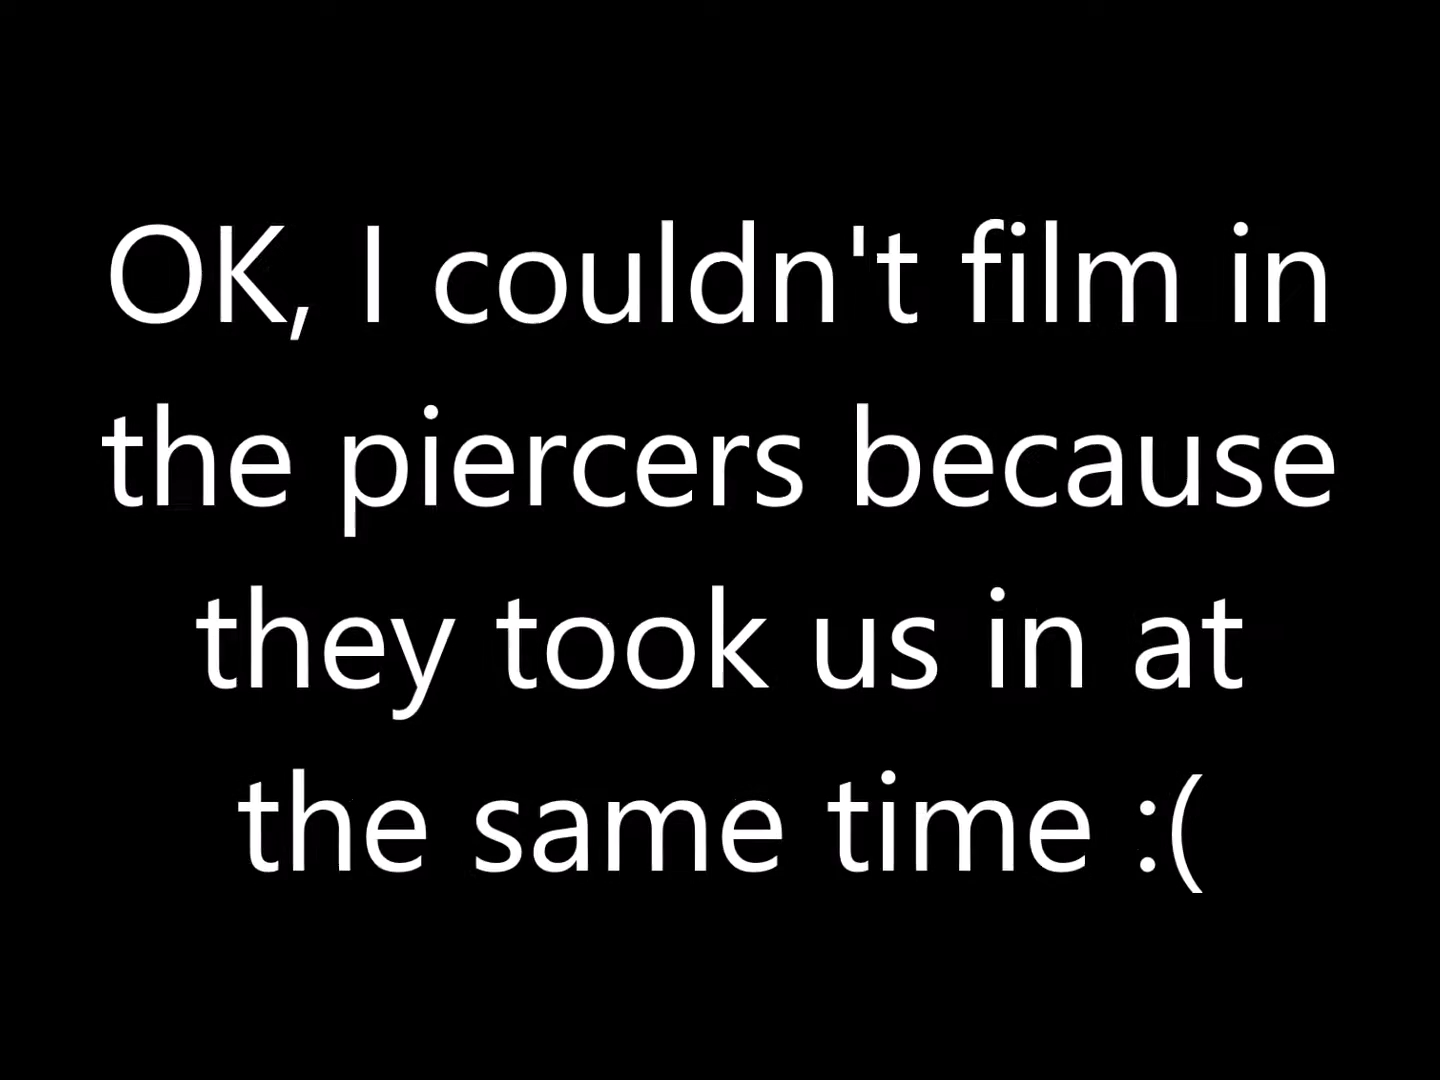 OK, I couldn't film in
the piercers because
they took us in at
the same time :(